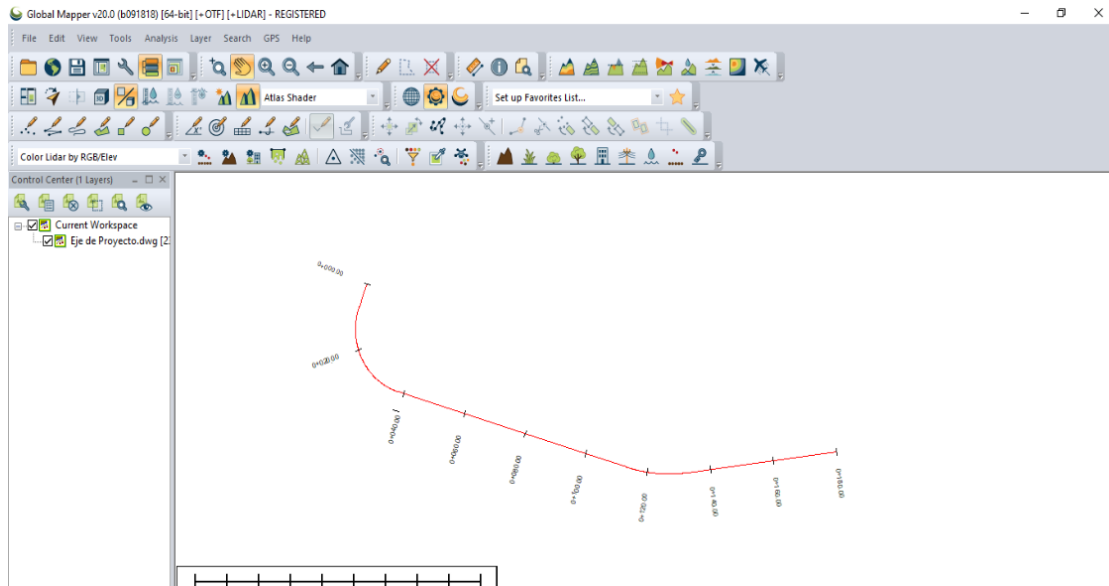 Global Mapper v20.0 (b091818) [64-bit] [+OTF] [+LIDAR] - REGISTERED
File Edit View Tools Analysis Layer Search GPS Help
Atlas Shader
Set up Favorites List...
Color Lidar by RGB/Elev
Control Center (1 Layers)
Current Workspace
Eje de Proyecto.dwg [2
0+000.00
0+020.00
0+040.00
0+060.00
0+080.00
0+100.00
0+120.00
0+140.00
0+160.00
0+180.00